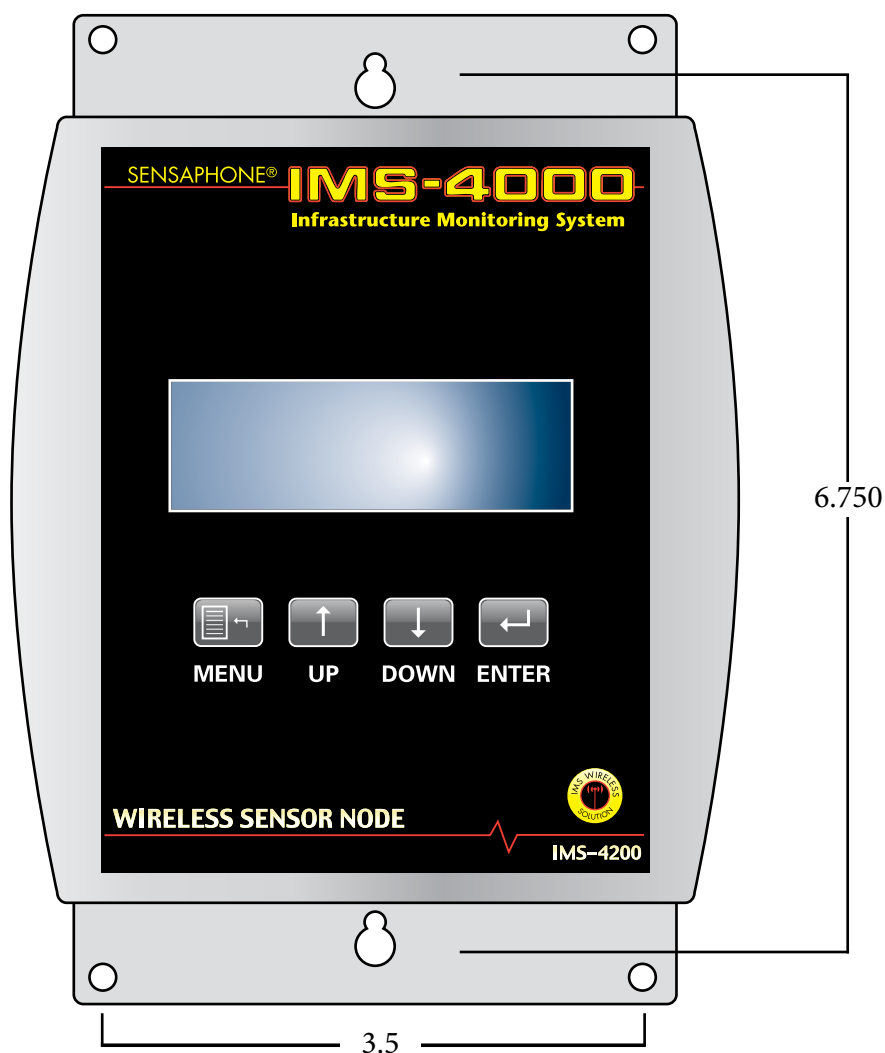 SENSAPHONE® IMS-4000
Infrastructure Monitoring System
6.750
MENU UP DOWN ENTER
IMS WIRELESS
SOLUTION
WIRELESS SENSOR NODE
IMS-4200
3.5